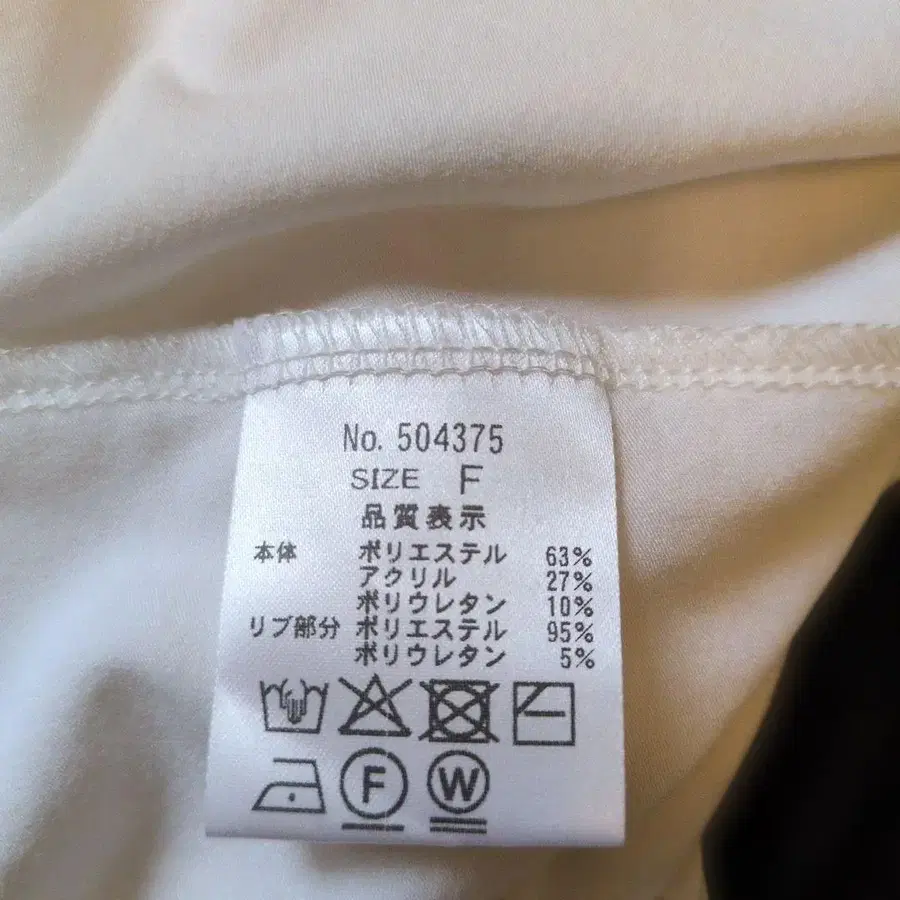 No. 504375
SIZE F
品質表示
本体 ポリエステル 63%
アクリル 27%
ポリウレタン 10%
リブ部分 ポリエステル 95%
ポリウレタン 5%
F W